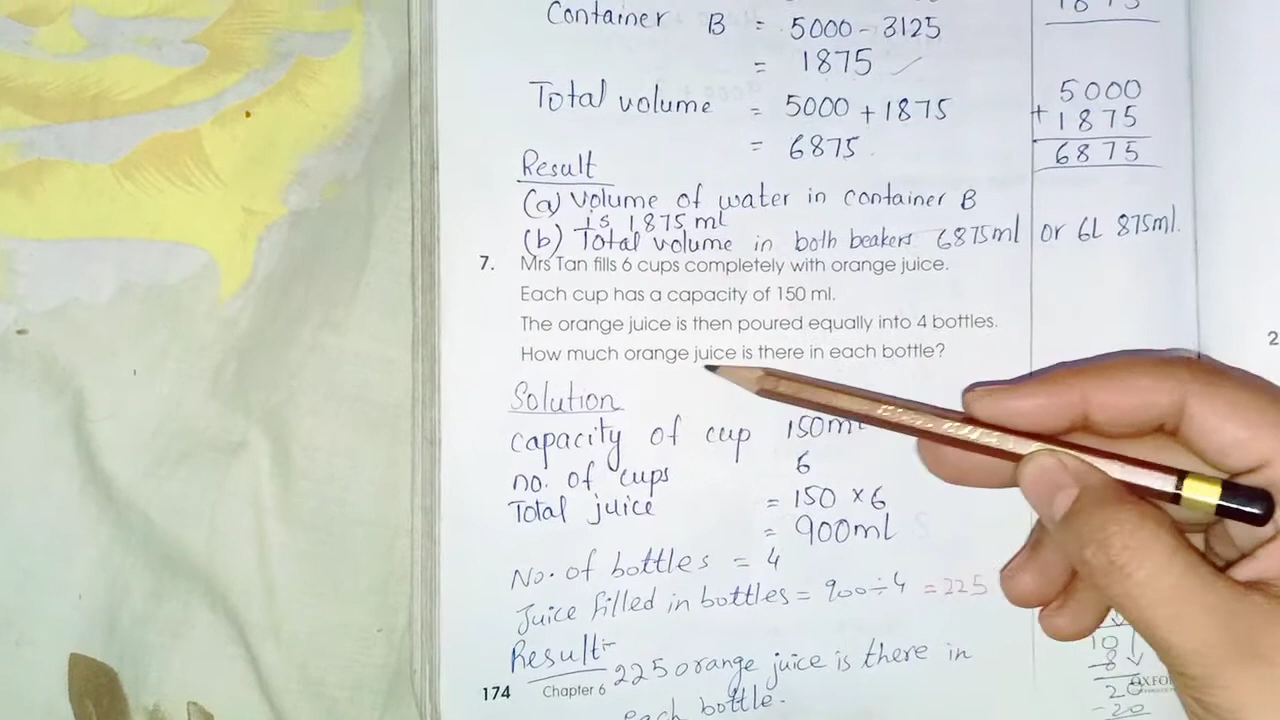 Container B = 5000 - 3125
= 1875
Total volume = 5000 + 1875
= 6875
5000
+ 1875
6875
Result
(a) Volume of water in container B
is 1875 ml
(b) Total volume in both beakers 6875ml or 6L 875ml.
7. Mrs Tan fills 6 cups completely with orange juice.
Each cup has a capacity of 150 ml.
The orange juice is then poured equally into 4 bottles.
How much orange juice is there in each bottle?
Solution
capacity of cup 150ml
no. of cups 6
Total juice = 150 × 6
= 900ml
No. of bottles = 4
Juice filled in bottles = 900 ÷ 4 = 225
Result:-
225 orange juice is there in
each bottle.
10
- 8
20
- 20
174 Chapter 6
2